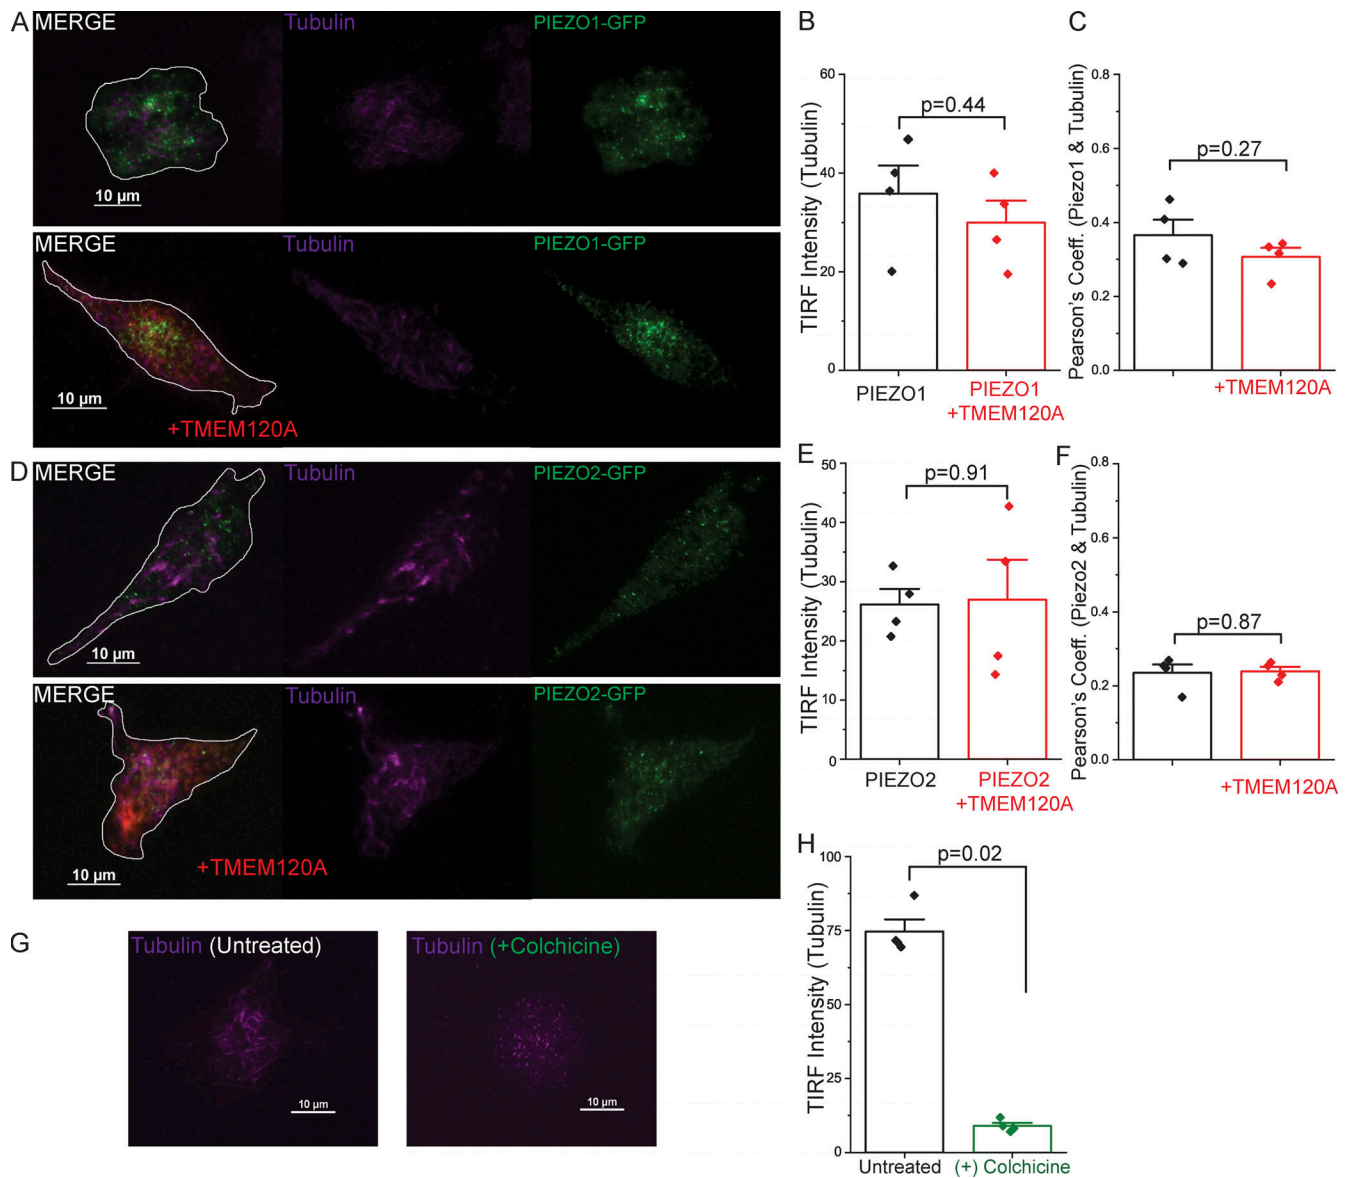 A
MERGE
Tubulin
PIEZO1-GFP
10 µm
MERGE
Tubulin
PIEZO1-GFP
10 µm
+TMEM120A
B
TIRF Intensity (Tubulin)
60
40
20
0
p=0.44
PIEZO1
PIEZO1
+TMEM120A
C
Pearson's Coeff. (Piezo1 & Tubulin)
0.8
0.6
0.4
0.2
0.0
p=0.27
+TMEM120A
D
MERGE
Tubulin
PIEZO2-GFP
10 µm
MERGE
Tubulin
PIEZO2-GFP
10 µm
+TMEM120A
E
TIRF Intensity (Tubulin)
50
40
30
20
10
0
p=0.91
PIEZO2
PIEZO2
+TMEM120A
F
Pearson's Coeff. (Piezo2 & Tubulin)
0.8
0.6
0.4
0.2
0.0
p=0.87
+TMEM120A
G
Tubulin (Untreated)
10 µm
Tubulin (+Colchicine)
10 µm
H
TIRF Intensity (Tubulin)
100
75
50
25
0
p=0.02
Untreated
(+) Colchicine